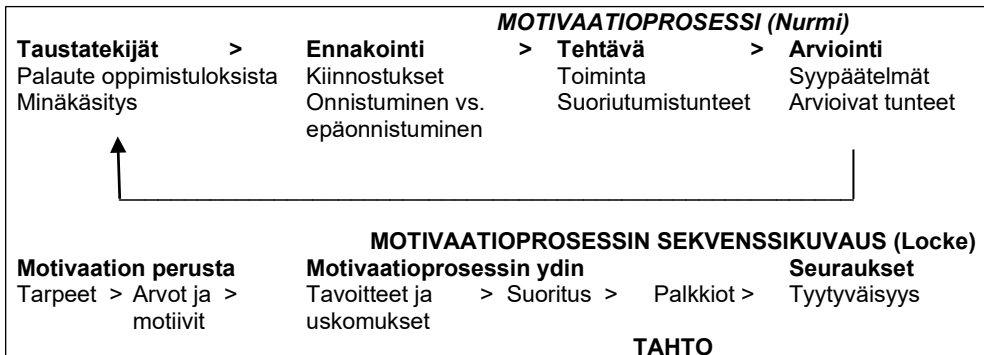 MOTIVAATIOPROSESSI (Nurmi)
Taustatekijät > Ennakointi > Tehtävä > Arviointi
Palaute oppimistuloksista Kiinnostukset Toiminta Syypäätelmät
Minäkäsitys Onnistuminen vs. Suoriutumistunteet Arvioivat tunteet
epäonnistuminen
MOTIVAATIOPROSESSIN SEKVENSSIKUVAUS (Locke)
Motivaation perusta Motivaatioprosessin ydin Seuraukset
Tarpeet > Arvot ja > Tavoitteet ja > Suoritus > Palkkiot > Tyytyväisyys
motiivit uskomukset
TAHTO